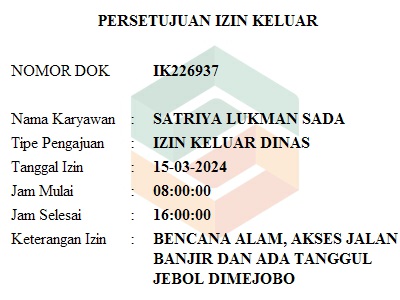 PERSETUJUAN IZIN KELUAR
NOMOR DOK IK226937
Nama Karyawan : SATRIYA LUKMAN SADA
Tipe Pengajuan : IZIN KELUAR DINAS
Tanggal Izin : 15-03-2024
Jam Mulai : 08:00:00
Jam Selesai : 16:00:00
Keterangan Izin : BENCANA ALAM, AKSES JALAN
BANJIR DAN ADA TANGGUL
JEBOL DIMEJOBO